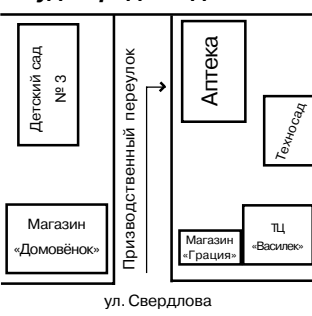 Детский сад
№ 3
Призводственный переулок
Аптека
Техносад
Магазин
«Домовёнок»
Магазин
«Грация»
ТЦ
«Василек»
ул. Свердлова